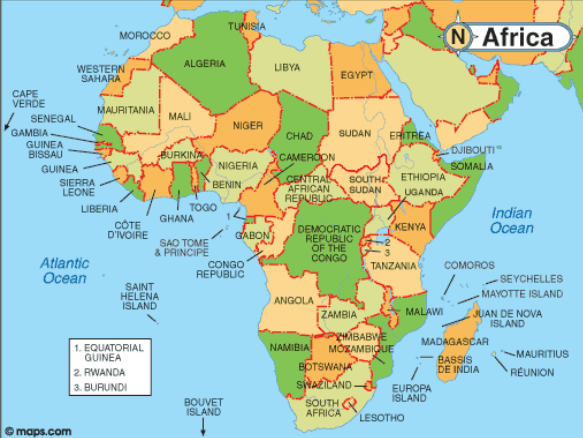 N Africa
TUNISIA
MOROCCO
ALGERIA
LIBYA
EGYPT
WESTERN
SAHARA
CAPE
VERDE
MAURITANIA
MALI
NIGER
CHAD
SUDAN
ERITREA
SENEGAL
GAMBIA
GUINEA
BISSAU
GUINEA
SIERRA
LEONE
LIBERIA
CÔTE
D'IVOIRE
GHANA
TOGO
BENIN
BURKINA
NIGERIA
CAMEROON
CENTRAL
AFRICAN
REPUBLIC
SOUTH
SUDAN
ETHIOPIA
DJIBOUTI
SOMALIA
UGANDA
KENYA
Indian
Ocean
1
GABON
SAO TOME
& PRINCIPE
CONGO
REPUBLIC
DEMOCRATIC
REPUBLIC
OF THE
CONGO
2
3
TANZANIA
Atlantic
Ocean
SAINT
HELENA
ISLAND
COMOROS
SEYCHELLES
MAYOTTE ISLAND
JUAN DE NOVA
ISLAND
ANGOLA
ZAMBIA
MALAWI
MADAGASCAR
ZIMBABWE
MOZAMBIQUE
NAMIBIA
BOTSWANA
BASSIS
DE INDIA
MAURITIUS
RÉUNION
EUROPA
ISLAND
SWAZILAND
SOUTH
AFRICA
LESOTHO
1. EQUATORIAL
GUINEA
2. RWANDA
3. BURUNDI
BOUVET
ISLAND
© maps.com